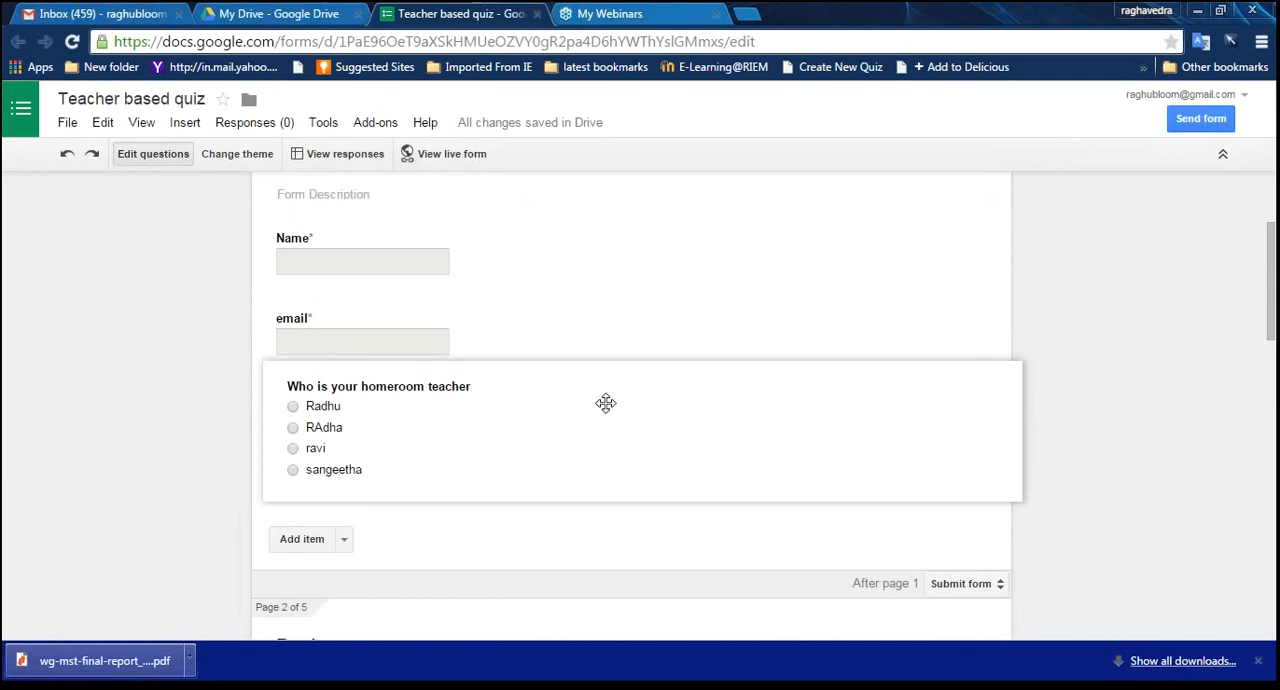 Inbox (459) - raghubloom
My Drive - Google Drive
Teacher based quiz - Goo
My Webinars
raghavedra
https://docs.google.com/forms/d/1PaE96OeT9aXSkHMUeOZVY0gR2pa4D6hYWThYslGMmxs/edit
Apps New folder http://in.mail.yahoo.... Suggested Sites Imported From IE latest bookmarks E-Learning@RIEM Create New Quiz + Add to Delicious » Other bookmarks
Teacher based quiz
raghubloom@gmail.com
File Edit View Insert Responses (0) Tools Add-ons Help All changes saved in Drive
Send form
Edit questions Change theme View responses View live form
Form Description
Name*
email*
Who is your homeroom teacher
Radhu
RAdha
ravi
sangeetha
Add item
After page 1 Submit form
Page 2 of 5
wg-mst-final-report_....pdf
Show all downloads...